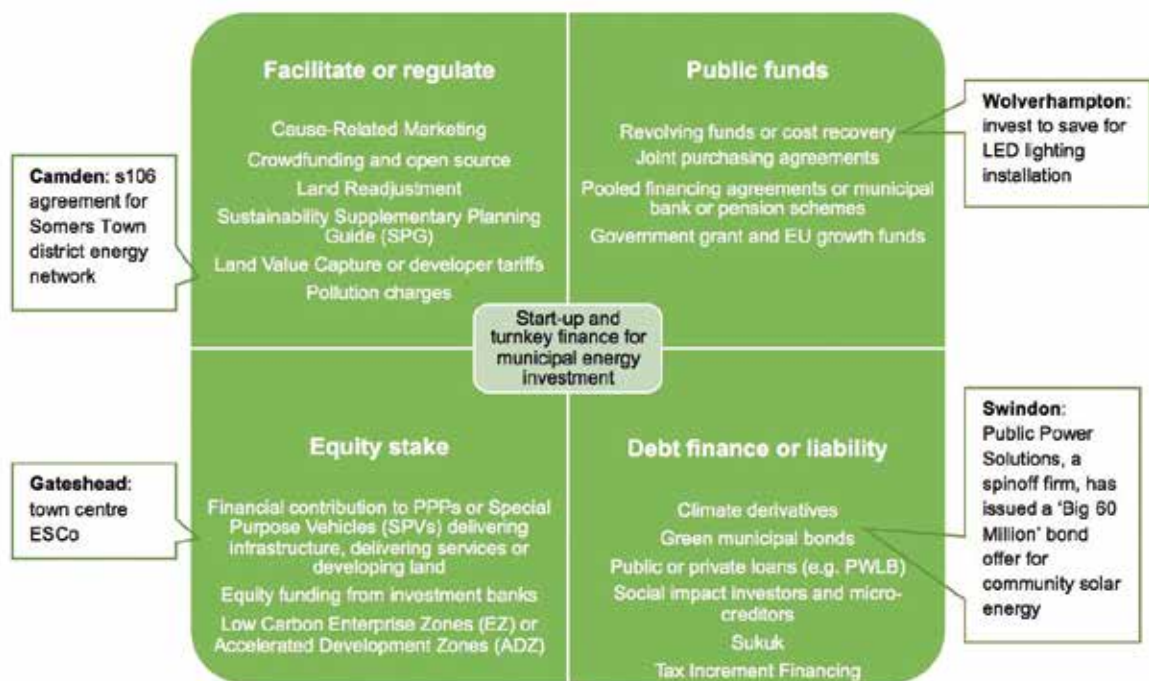 Facilitate or regulate
Cause-Related Marketing
Crowdfunding and open source
Land Readjustment
Sustainability Supplementary Planning
Guide (SPG)
Land Value Capture or developer tariffs
Pollution charges
Public funds
Revolving funds or cost recovery
Joint purchasing agreements
Pooled financing agreements or municipal
bank or pension schemes
Government grant and EU growth funds
Wolverhampton:
invest to save for
LED lighting
installation
Camden: s106
agreement for
Somers Town
district energy
network
Start-up and
turnkey finance for
municipal energy
investment
Equity stake
Financial contribution to PPPs or Special
Purpose Vehicles (SPVs) delivering
infrastructure, delivering services or
developing land
Equity funding from investment banks
Low Carbon Enterprise Zones (EZ) or
Accelerated Development Zones (ADZ)
Gateshead:
town centre
ESCo
Debt finance or liability
Climate derivatives
Green municipal bonds
Public or private loans (e.g. PWLB)
Social impact investors and micro-
creditors
Sukuk
Tax Increment Financing
Swindon:
Public Power
Solutions, a
spinoff firm, has
issued a 'Big 60
Million' bond
offer for
community solar
energy